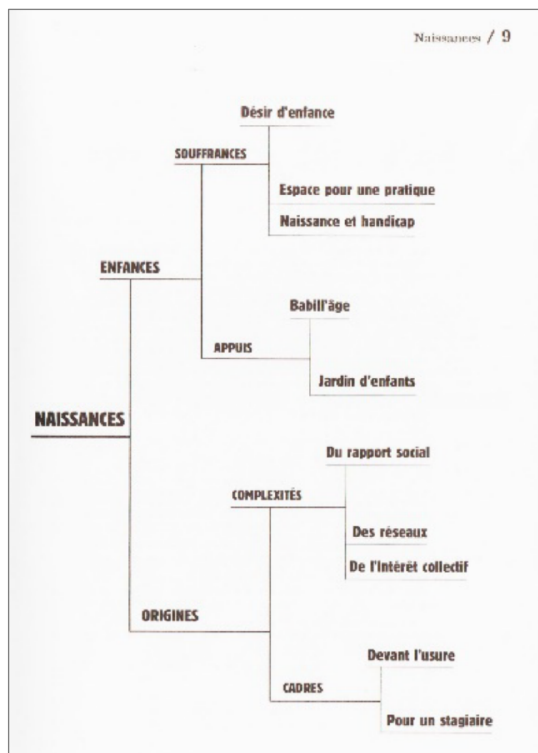 Naissances / 9
Désir d'enfance
SOUFFRANCES
Espace pour une pratique
Naissance et handicap
ENFANCES
Babill'âge
APPUIS
Jardin d'enfants
NAISSANCES
Du rapport social
COMPLEXITÉS
Des réseaux
De l'Intérêt collectif
ORIGINES
Devant l'usure
CADRES
Pour un stagiaire